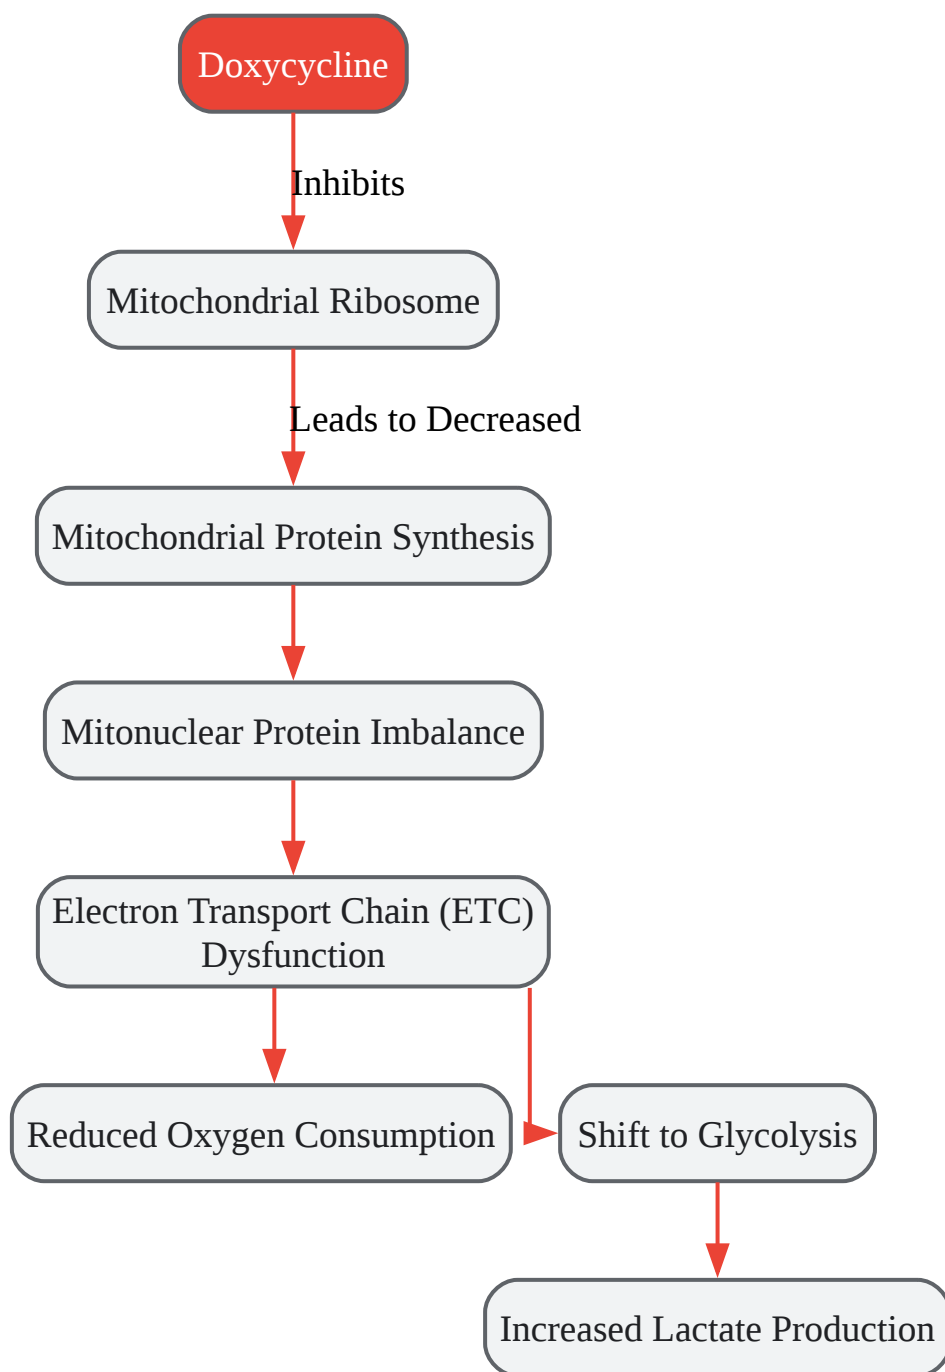 Doxycycline
Inhibits
Mitochondrial Ribosome
Leads to Decreased
Mitochondrial Protein Synthesis
Mitonuclear Protein Imbalance
Electron Transport Chain (ETC)
Dysfunction
Reduced Oxygen Consumption
Shift to Glycolysis
Increased Lactate Production